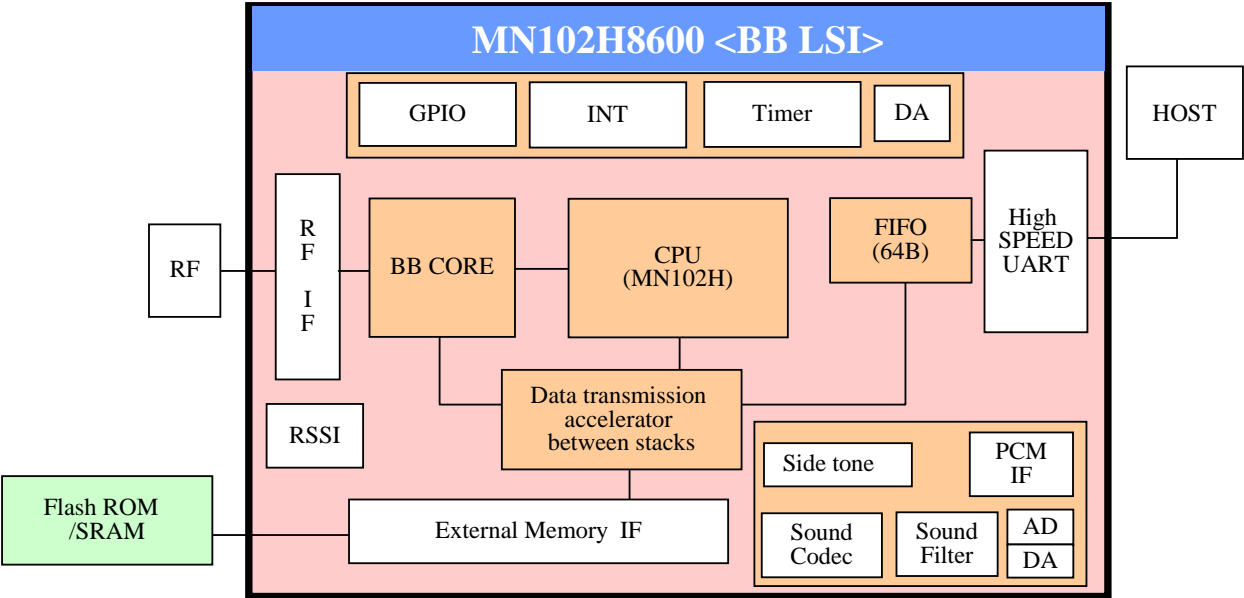 MN102H8600 <BB LSI>
GPIO
INT
Timer
DA
HOST
RF
R
F
I
F
BB CORE
CPU
(MN102H)
FIFO
(64B)
High
SPEED
UART
Data transmission
accelerator
between stacks
RSSI
Side tone
PCM
IF
Flash ROM
/SRAM
External Memory IF
Sound
Codec
Sound
Filter
AD
DA